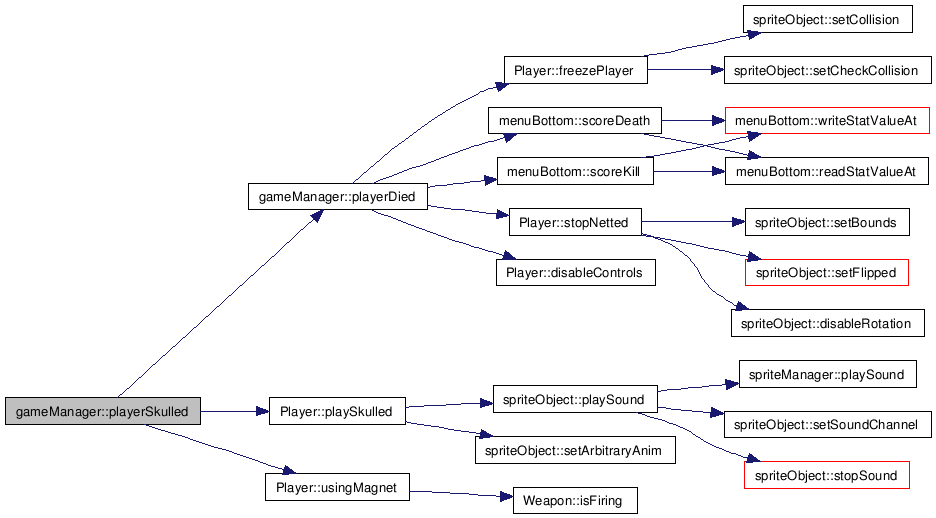 spriteObject::setCollision
Player::freezePlayer
spriteObject::setCheckCollision
menuBottom::scoreDeath
menuBottom::writeStatValueAt
menuBottom::scoreKill
menuBottom::readStatValueAt
gameManager::playerDied
Player::stopNetted
spriteObject::setBounds
Player::disableControls
spriteObject::setFlipped
spriteObject::disableRotation
spriteManager::playSound
gameManager::playerSkulled
Player::playSkulled
spriteObject::playSound
spriteObject::setSoundChannel
spriteObject::setArbitraryAnim
spriteObject::stopSound
Player::usingMagnet
Weapon::isFiring